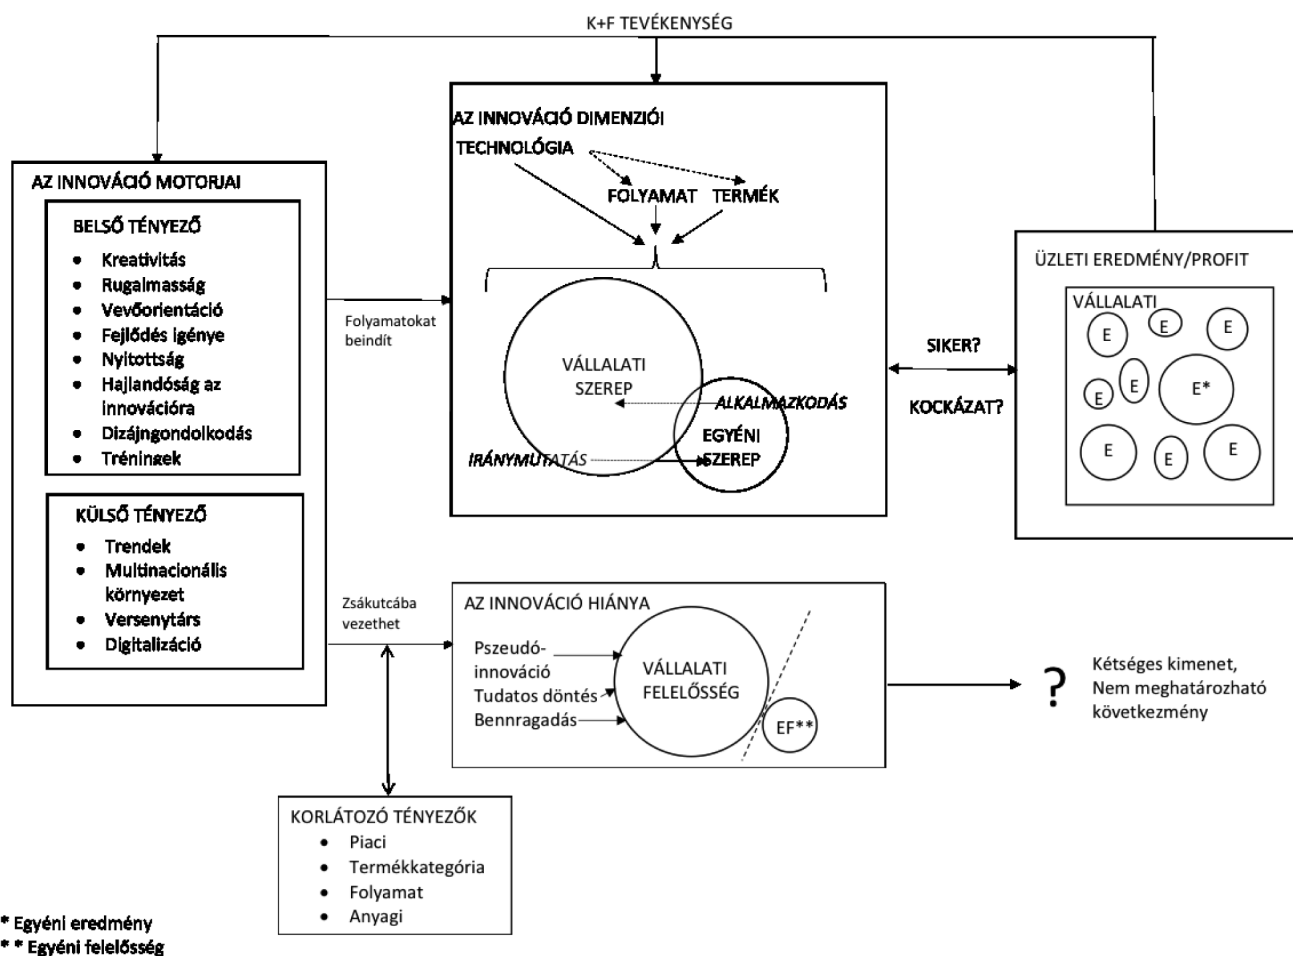 K+F TEVÉKENYSÉG
AZ INNOVÁCIÓ MOTORJAI
BELSŐ TÉNYEZŐ
• Kreativitás
• Rugalmasság
• Vevőorientáció
• Fejlődés igénye
• Nyitottság
• Hajlandóság az
innovációra
• Dizájngondolkodás
• Tréningek
KÜLSŐ TÉNYEZŐ
• Trendek
• Multinacionális
környezet
• Versenytárs
• Digitalizáció
Folyamatokat
beindít
AZ INNOVÁCIÓ DIMENZIÓI
TECHNOLÓGIA
FOLYAMAT TERMÉK
VÁLLALATI
SZEREP
ALKALMAZKODÁS
EGYÉNI
SZEREP
IRÁNYMUTATÁS
SIKER?
KOCKÁZAT?
ÜZLETI EREDMÉNY/PROFIT
VÁLLALATI
E
E
E
E
E
E*
E
E
E
Zsákutcába
vezethet
AZ INNOVÁCIÓ HIÁNYA
Pszeudó-
innováció
Tudatos döntés
Bennragadás
VÁLLALATI
FELELŐSSÉG
EF**
?
Kétséges kimenet,
Nem meghatározható
következmény
KORLÁTOZÓ TÉNYEZŐK
• Piaci
• Termékkategória
• Folyamat
• Anyagi
* Egyéni eredmény
* * Egyéni felelősség